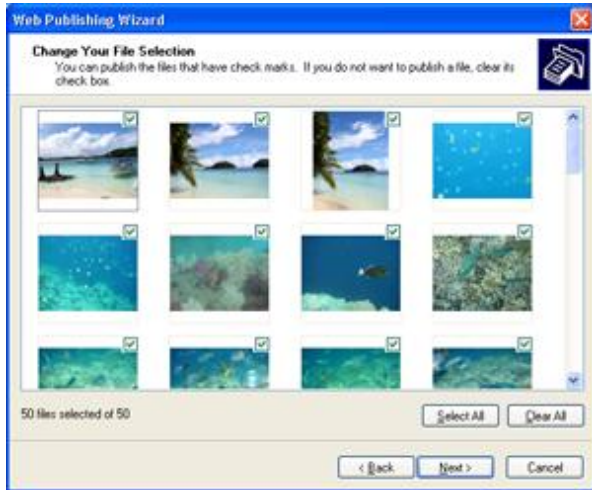 Web Publishing Wizard
Change Your File Selection
You can publish the files that have check marks. If you do not want to publish a file, clear its
check box.
50 files selected of 50
Select All
Clear All
< Back
Next >
Cancel